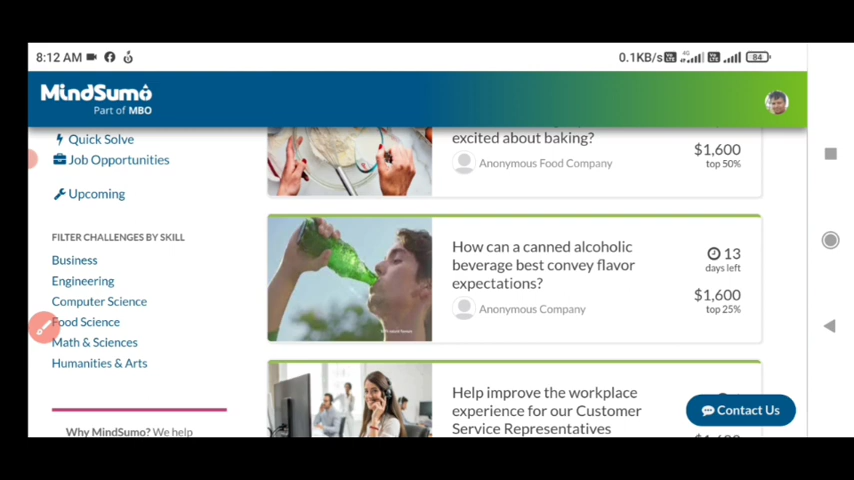 8:12 AM
0.1KB/s 4G 84
MindSumo
Part of MBO
Quick Solve
Job Opportunities
Upcoming
FILTER CHALLENGES BY SKILL
Business
Engineering
Computer Science
Food Science
Math & Sciences
Humanities & Arts
Why MindSumo? We help
excited about baking?
Anonymous Food Company
$1,600
top 50%
How can a canned alcoholic
beverage best convey flavor
expectations?
Anonymous Company
13
days left
$1,600
top 25%
Help improve the workplace
experience for our Customer
Service Representatives
Contact Us